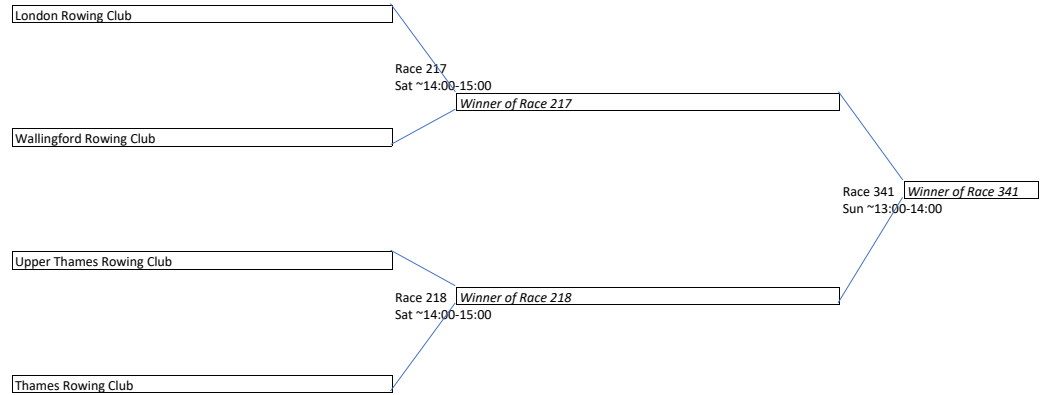 London Rowing Club
Race 217
Sat ~14:00-15:00
Winner of Race 217
Wallingford Rowing Club
Race 341
Winner of Race 341
Sun ~13:00-14:00
Upper Thames Rowing Club
Race 218
Winner of Race 218
Sat ~14:00-15:00
Thames Rowing Club